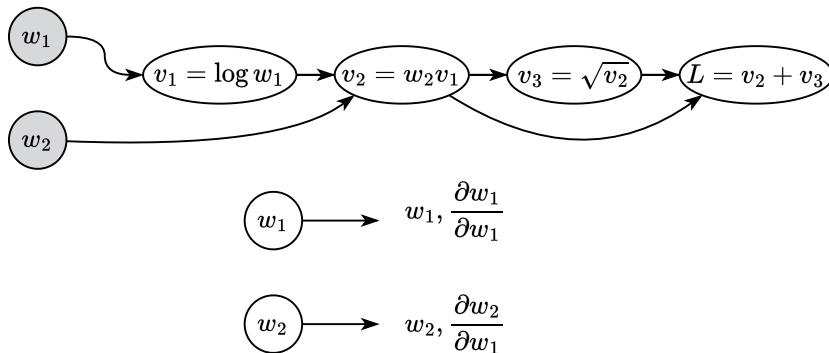 w₁
v₁ = log w₁
v₂ = w₂v₁
v₃ = √v₂
L = v₂ + v₃
w₂
w₁
w₁, ∂w₁/∂w₁
w₂
w₂, ∂w₂/∂w₁